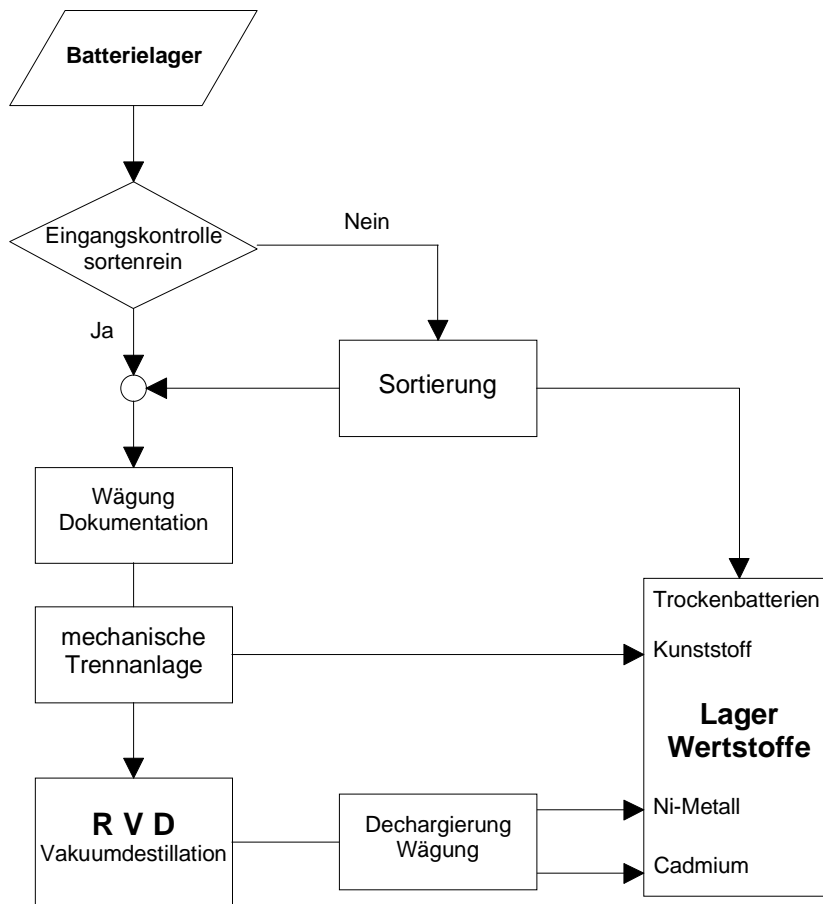 Batterielager
Eingangskontrolle
sortenrein
Nein
Ja
Sortierung
Wägung
Dokumentation
Trockenbatterien
mechanische
Trennanlage
Kunststoff
Lager
Wertstoffe
R V D
Vakuumdestillation
Dechargierung
Wägung
Ni-Metall
Cadmium